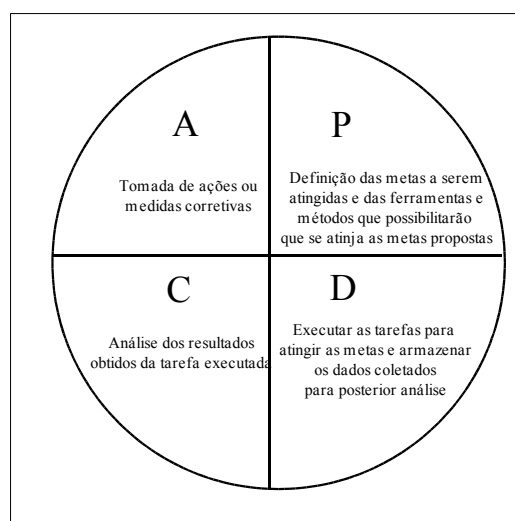 A
Tomada de ações ou
medidas corretivas
P
Definição das metas a serem
atingidas e das ferramentas e
métodos que possibilitarão
que se atinja as metas propostas
C
Análise dos resultados
obtidos da tarefa executada
D
Executar as tarefas para
atingir as metas e armazenar
os dados coletados
para posterior análise